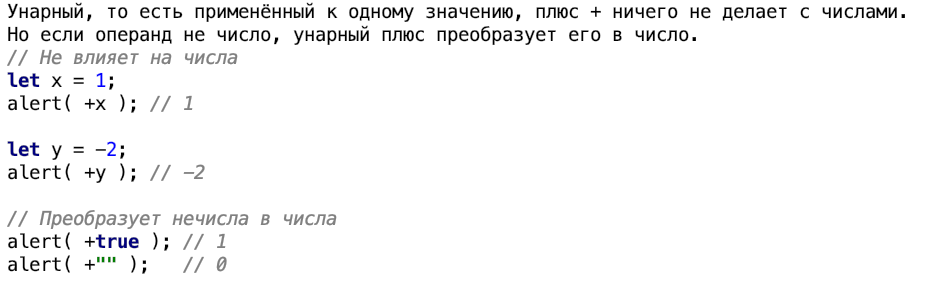 Унарный, то есть применённый к одному значению, плюс + ничего не делает с числами.
Но если операнд не число, унарный плюс преобразует его в число.
// Не влияет на числа
let x = 1;
alert( +x ); // 1

let y = −2;
alert( +y ); // −2

// Преобразует нечисла в числа
alert( +true ); // 1
alert( +"" );   // 0